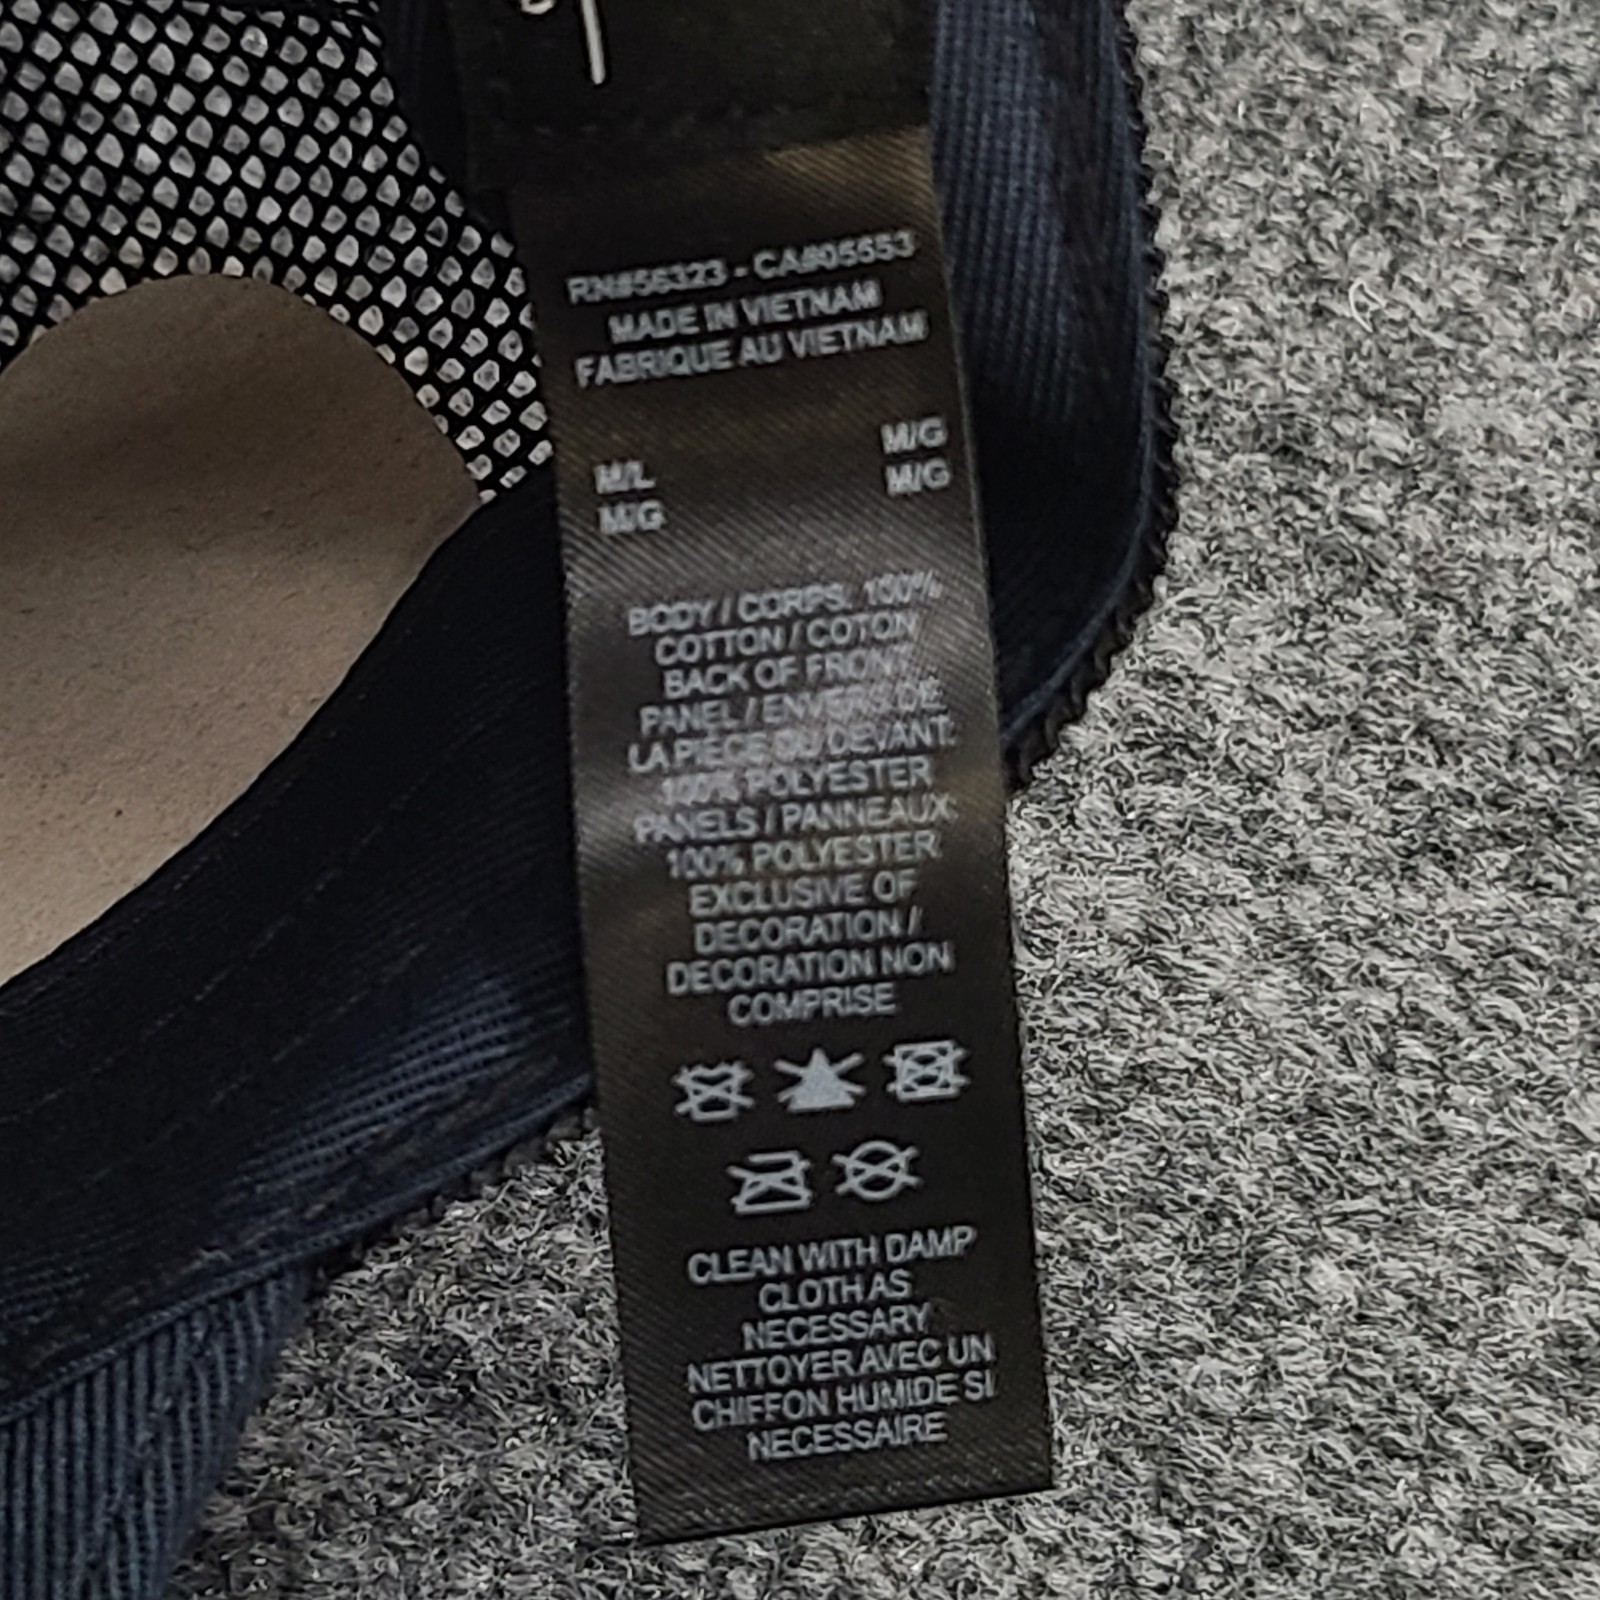 RN#56323 - CA#05553
MADE IN VIETNAM
FABRIQUE AU VIETNAM
M/G
M/L M/G
M/G
BODY / CORPS. 100%
COTTON / COTON
BACK OF FRONT
PANEL / ENVERS DE
LA PIECE DU DEVANT:
100% POLYESTER
PANELS / PANNEAUX:
100% POLYESTER.
EXCLUSIVE OF
DECORATION /
DECORATION NON
COMPRISE
CLEAN WITH DAMP
CLOTH AS
NECESSARY
NETTOYER AVEC UN
CHIFFON HUMIDE SI
NECESSAIRE